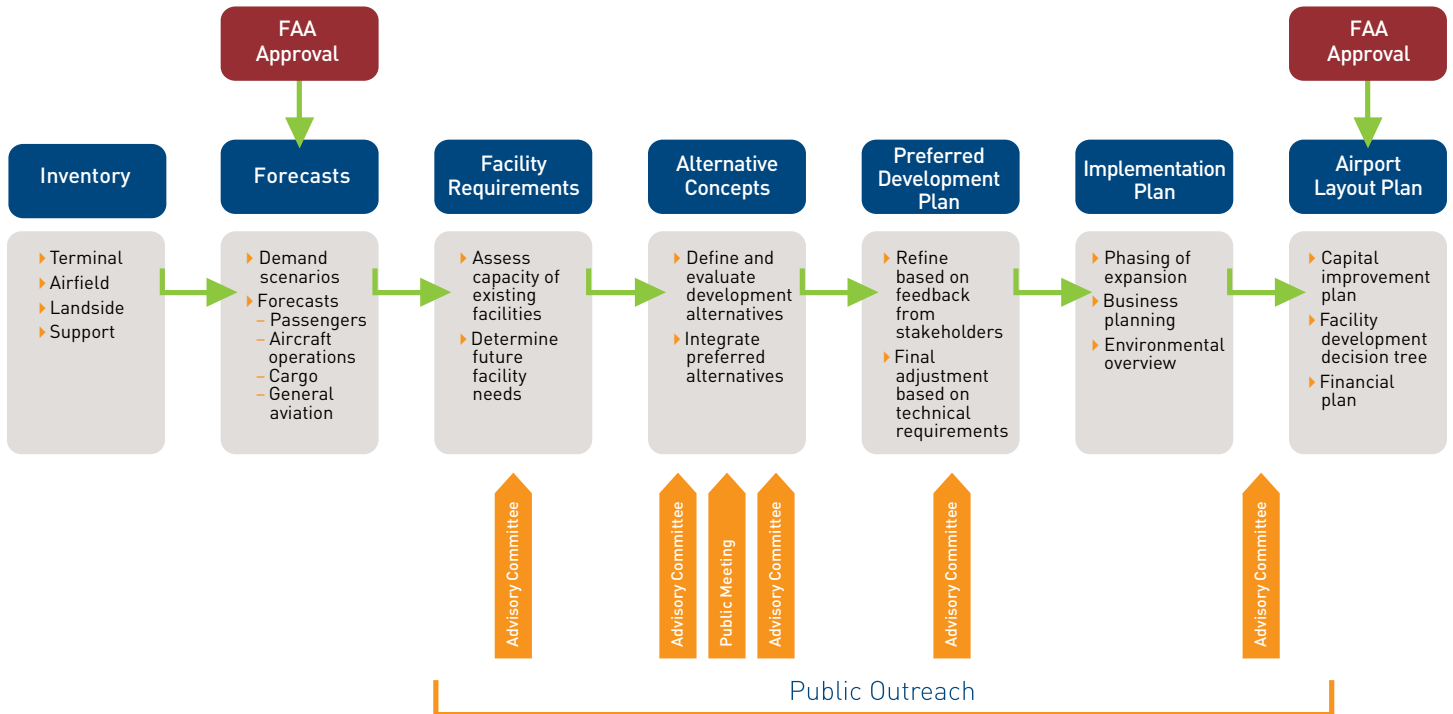 FAA
Approval
FAA
Approval
Inventory
Forecasts
Facility
Requirements
Alternative
Concepts
Preferred
Development
Plan
Implementation
Plan
Airport
Layout Plan
Terminal
Airfield
Landside
Support
Demand
scenarios
Forecasts
– Passengers
– Aircraft
operations
– Cargo
– General
aviation
Assess
capacity of
existing
facilities
Determine
future
facility
needs
Define and
evaluate
development
alternatives
Integrate
preferred
alternatives
Refine
based on
feedback
from
stakeholders
Final
adjustment
based on
technical
requirements
Phasing of
expansion
Business
planning
Environmental
overview
Capital
improvement
plan
Facility
development
decision tree
Financial
plan
Advisory Committee
Advisory Committee
Public Meeting
Advisory Committee
Advisory Committee
Advisory Committee
Public Outreach